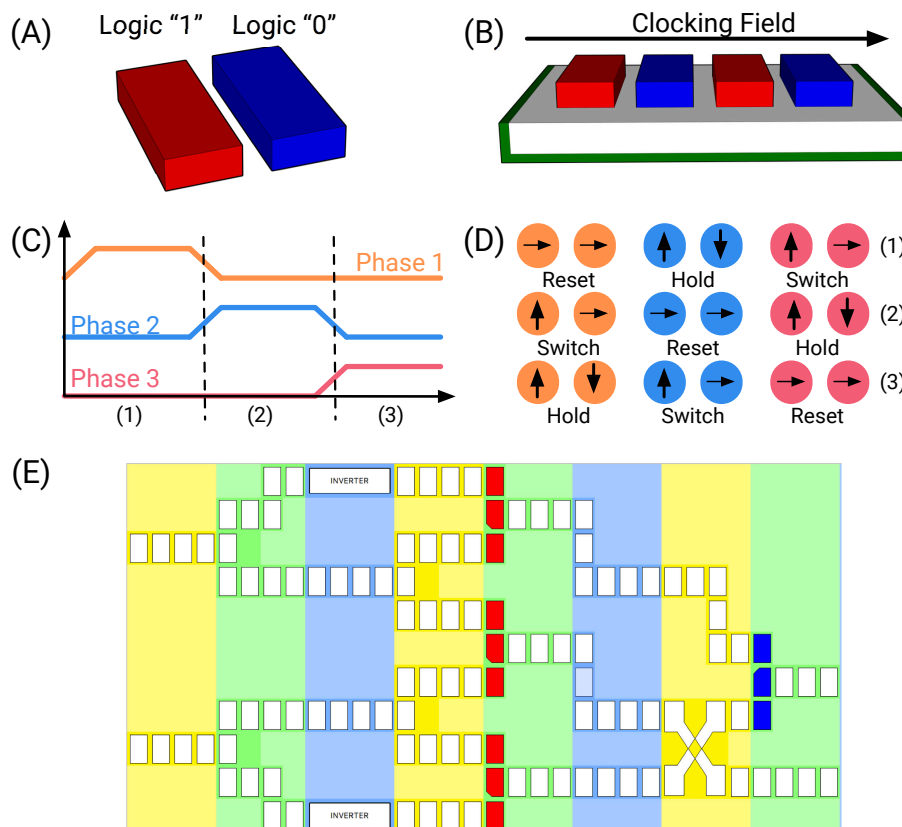 (A)
Logic “1”
Logic “0”
(B)
Clocking Field
(C)
Phase 1
Phase 2
Phase 3
(1)
(2)
(3)
(D)
Reset
Hold
Switch
(1)
Switch
Reset
Hold
(2)
Hold
Switch
Reset
(3)
(E)
INVERTER
INVERTER